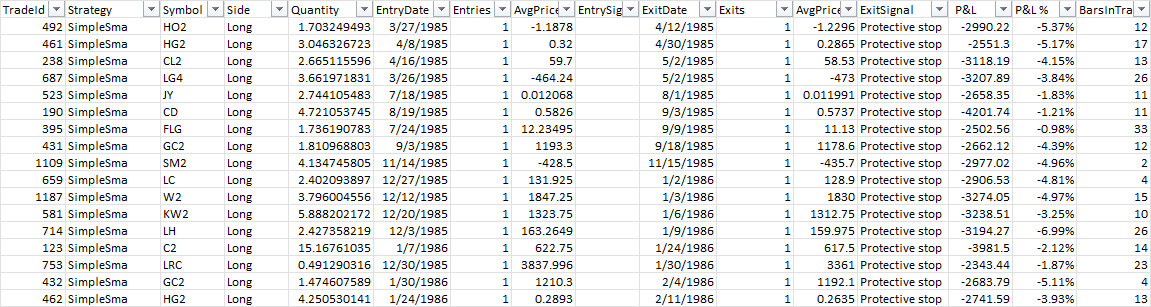 TradeId Strategy Symbol Side Quantity EntryDate Entries AvgPrice EntrySig ExitDate Exits AvgPrice ExitSignal P&L P&L % BarsInTra
492 SimpleSma HO2 Long 1.703249493 3/27/1985 1 -1.1878 4/12/1985 1 -1.2296 Protective stop -2990.22 -5.37% 12
461 SimpleSma HG2 Long 3.046326723 4/8/1985 1 0.32 4/30/1985 1 0.2865 Protective stop -2551.3 -5.17% 17
238 SimpleSma CL2 Long 2.665115596 4/16/1985 1 59.7 5/2/1985 1 58.53 Protective stop -3118.19 -4.15% 13
687 SimpleSma LG4 Long 3.661971831 3/26/1985 1 -464.24 5/2/1985 1 -473 Protective stop -3207.89 -3.84% 26
523 SimpleSma JY Long 2.744105483 7/18/1985 1 0.012068 8/1/1985 1 0.011991 Protective stop -2658.35 -1.83% 11
190 SimpleSma CD Long 4.721053745 8/19/1985 1 0.5826 9/3/1985 1 0.5737 Protective stop -4201.74 -1.21% 11
395 SimpleSma FLG Long 1.736190783 7/24/1985 1 12.23495 9/9/1985 1 11.13 Protective stop -2502.56 -0.98% 33
431 SimpleSma GC2 Long 1.810968803 9/3/1985 1 1193.3 9/18/1985 1 1178.6 Protective stop -2662.12 -4.39% 12
1109 SimpleSma SM2 Long 4.134745805 11/14/1985 1 -428.5 11/15/1985 1 -435.7 Protective stop -2977.02 -4.96% 2
659 SimpleSma LC Long 2.402093897 12/27/1985 1 131.925 1/2/1986 1 128.9 Protective stop -2906.53 -4.81% 4
1187 SimpleSma W2 Long 3.796004556 12/12/1985 1 1847.25 1/3/1986 1 1830 Protective stop -3274.05 -4.97% 15
581 SimpleSma KW2 Long 5.888202172 12/20/1985 1 1323.75 1/6/1986 1 1312.75 Protective stop -3238.51 -3.25% 10
714 SimpleSma LH Long 2.427358219 12/3/1985 1 163.2649 1/9/1986 1 159.975 Protective stop -3194.27 -6.99% 26
123 SimpleSma C2 Long 15.16761035 1/7/1986 1 622.75 1/24/1986 1 617.5 Protective stop -3981.5 -2.12% 14
753 SimpleSma LRC Long 0.491290316 12/30/1985 1 3837.996 1/30/1986 1 3361 Protective stop -2343.44 -1.87% 23
432 SimpleSma GC2 Long 1.474607589 1/30/1986 1 1210.3 2/4/1986 1 1192.1 Protective stop -2683.79 -5.11% 4
462 SimpleSma HG2 Long 4.250530141 1/24/1986 1 0.2893 2/11/1986 1 0.2635 Protective stop -2741.59 -3.93% 13